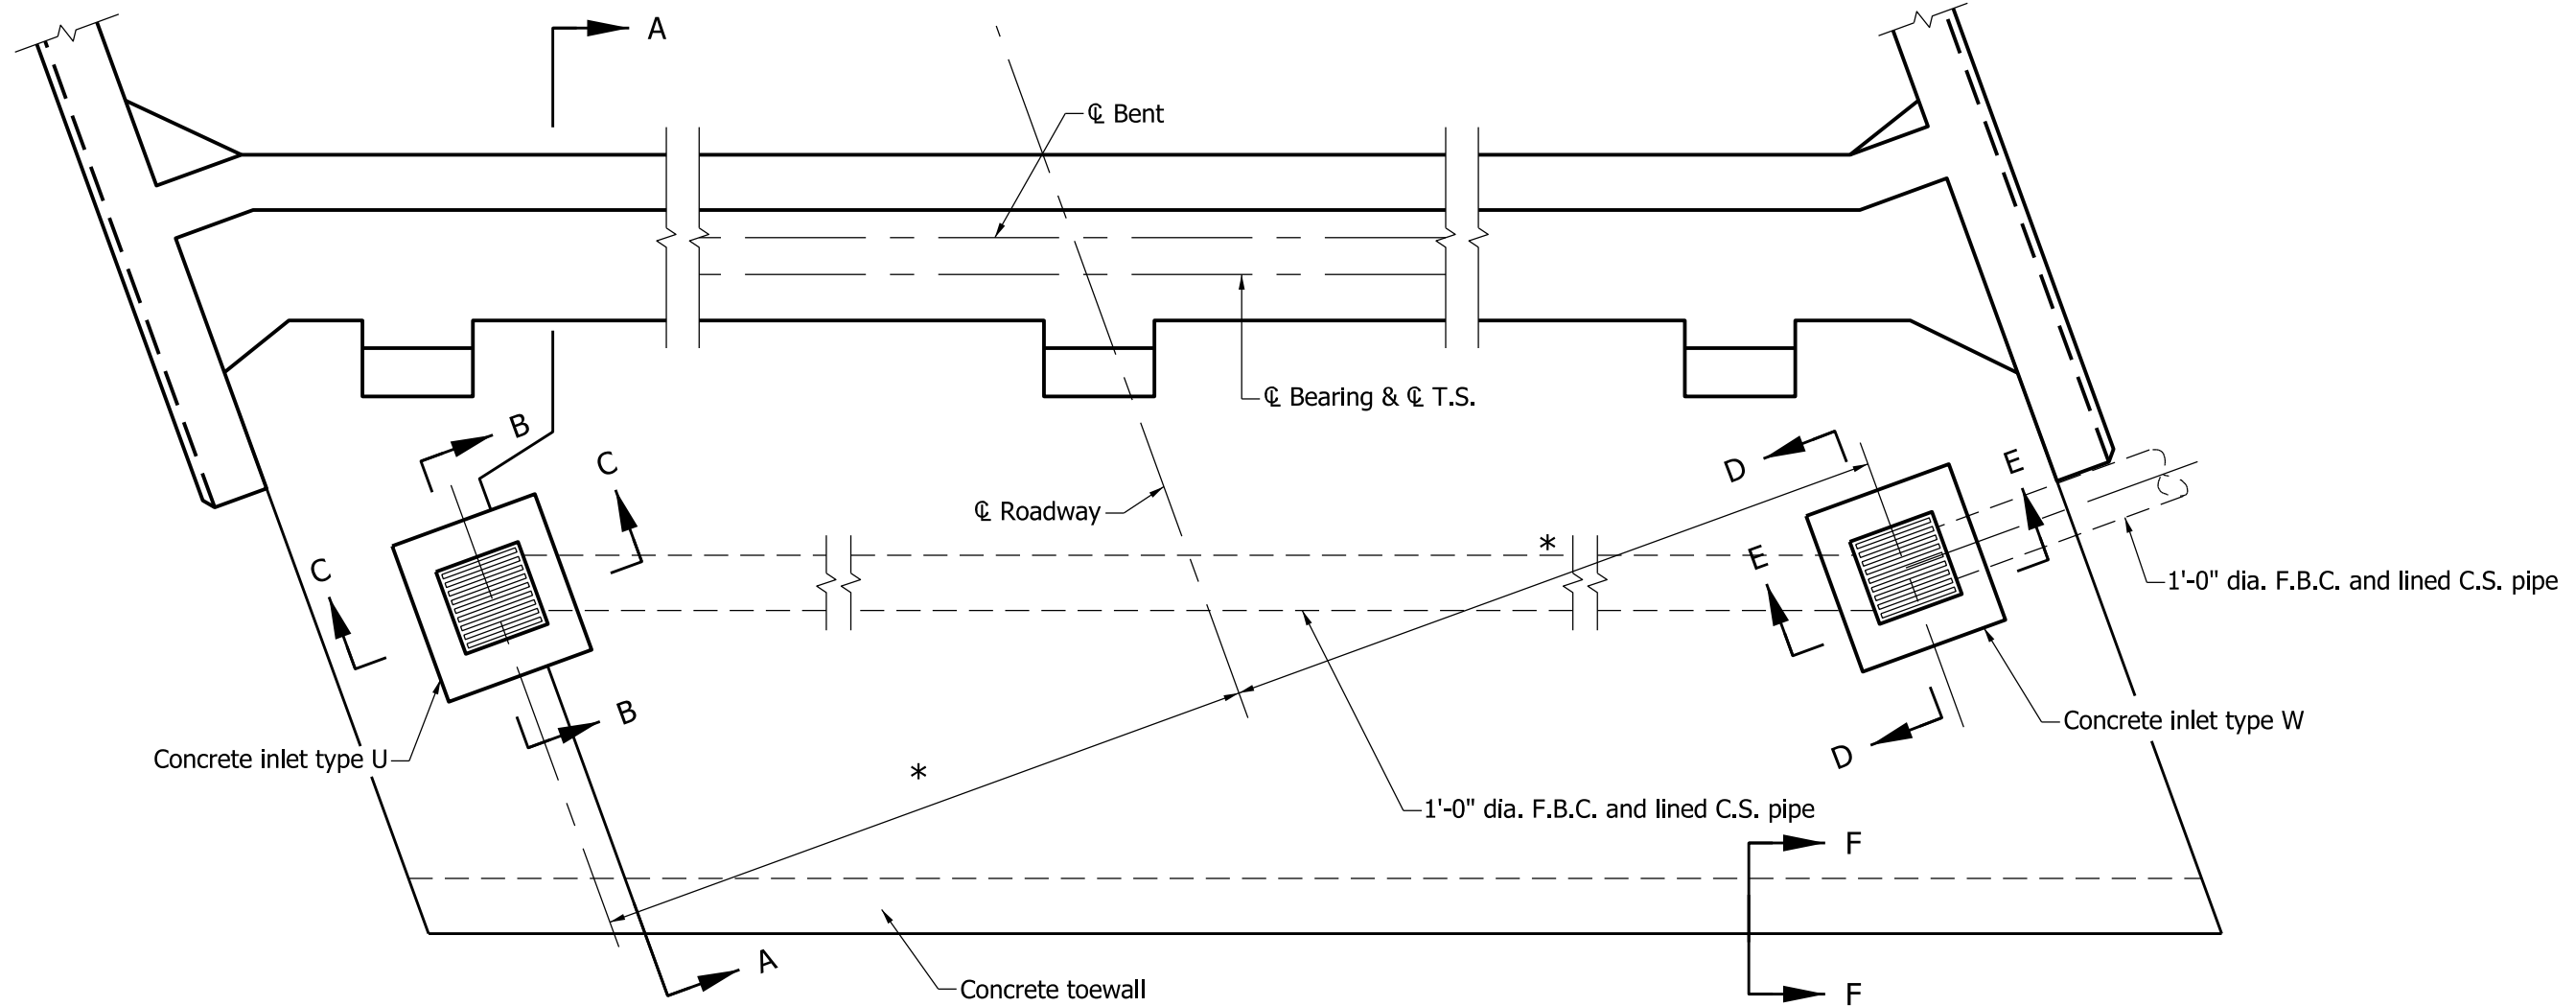 A
℄ Bent
℄ Bearing & ℄ T.S.
B
C
D
E
℄ Roadway
*
C
E
1'-0" dia. F.B.C. and lined C.S. pipe
B
Concrete inlet type W
Concrete inlet type U
D
*
1'-0" dia. F.B.C. and lined C.S. pipe
F
A
Concrete toewall
F